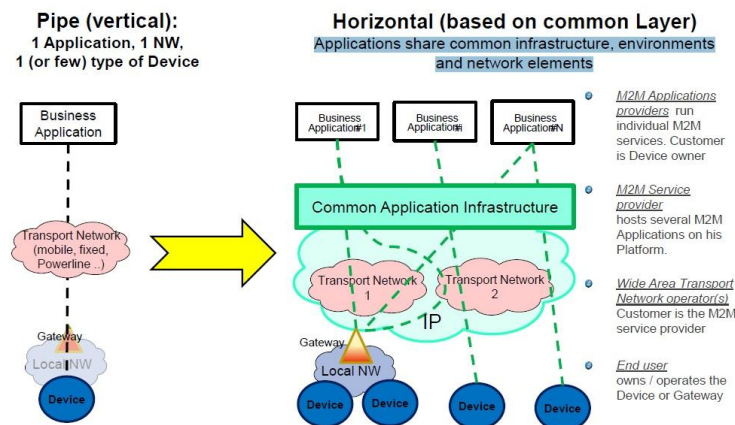 Pipe (vertical):
1 Application, 1 NW,
1 (or few) type of Device
Business
Application
Transport Network
(mobile, fixed,
Powerline ..)
Gateway
Local NW
Device
Horizontal (based on common Layer)
Applications share common infrastructure, environments
and network elements
Business
Application#1
Business
Application#i
Business
Application#N
Common Application Infrastructure
Transport Network
1
Transport Network
2
IP
Gateway
Local NW
Device
Device
Device
Device
M2M Applications
providers run
individual M2M
services. Customer
is Device owner
M2M Service
provider
hosts several M2M
Applications on his
Platform.
Wide Area Transport
Network operator(s)
Customer is the M2M
service provider
End user
owns / operates the
Device or Gateway